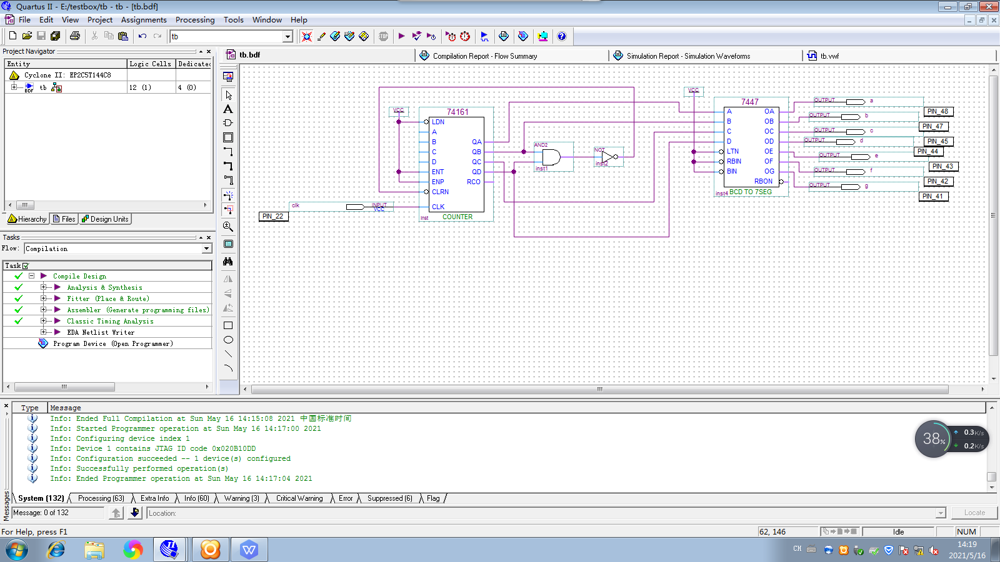 Quartus II - E:/testbox/tb - tb - [tb.bdf]
File Edit View Project Assignments Processing Tools Window Help
tb
STOP
Project Navigator
Entity Logic Cells Dedicated
Cyclone II: EP2C5T144C8
BDF tb 12 (1) 4 (0)
Hierarchy Files Design Units
Tasks
Flow: Compilation
Task
Compile Design
Analysis & Synthesis
Fitter (Place & Route)
Assembler (Generate programming files)
Classic Timing Analysis
EDA Netlist Writer
Program Device (Open Programmer)
tb.bdf
Compilation Report - Flow Summary
Simulation Report - Simulation Waveforms
tb.vwf
VCC
74161
LDN
A
B QA
C QB
D QC
ENT QD
ENP RCO
CLRN
CLK
inst COUNTER
clk INPUT
VCC
PIN_22
AND2
inst1
NOT
inst2
VCC
7447
A OA
B OB
C OC
D OD
LTN OE
RBIN OF
BIN OG
RBON
inst4 BCD TO 7SEG
OUTPUT a
PIN_48
OUTPUT b
PIN_47
OUTPUT c
PIN_45
OUTPUT d
PIN_44
OUTPUT e
PIN_43
OUTPUT f
PIN_42
OUTPUT g
PIN_41
Type Message
Info: Ended Full Compilation at Sun May 16 14:15:08 2021 中国标准时间
Info: Started Programmer operation at Sun May 16 14:17:00 2021
Info: Configuring device index 1
Info: Device 1 contains JTAG ID code 0x020B10DD
Info: Configuration succeeded -- 1 device(s) configured
Info: Successfully performed operation(s)
Info: Ended Programmer operation at Sun May 16 14:17:04 2021
38%
0.3K/s
0.2K/s
System (132) Processing (63) Extra Info Info (60) Warning (3) Critical Warning Error Suppressed (6) Flag
Messages
Message: 0 of 132 Location: Locate
For Help, press F1 62, 146 Idle NUM
CH
14:19
2021/5/16